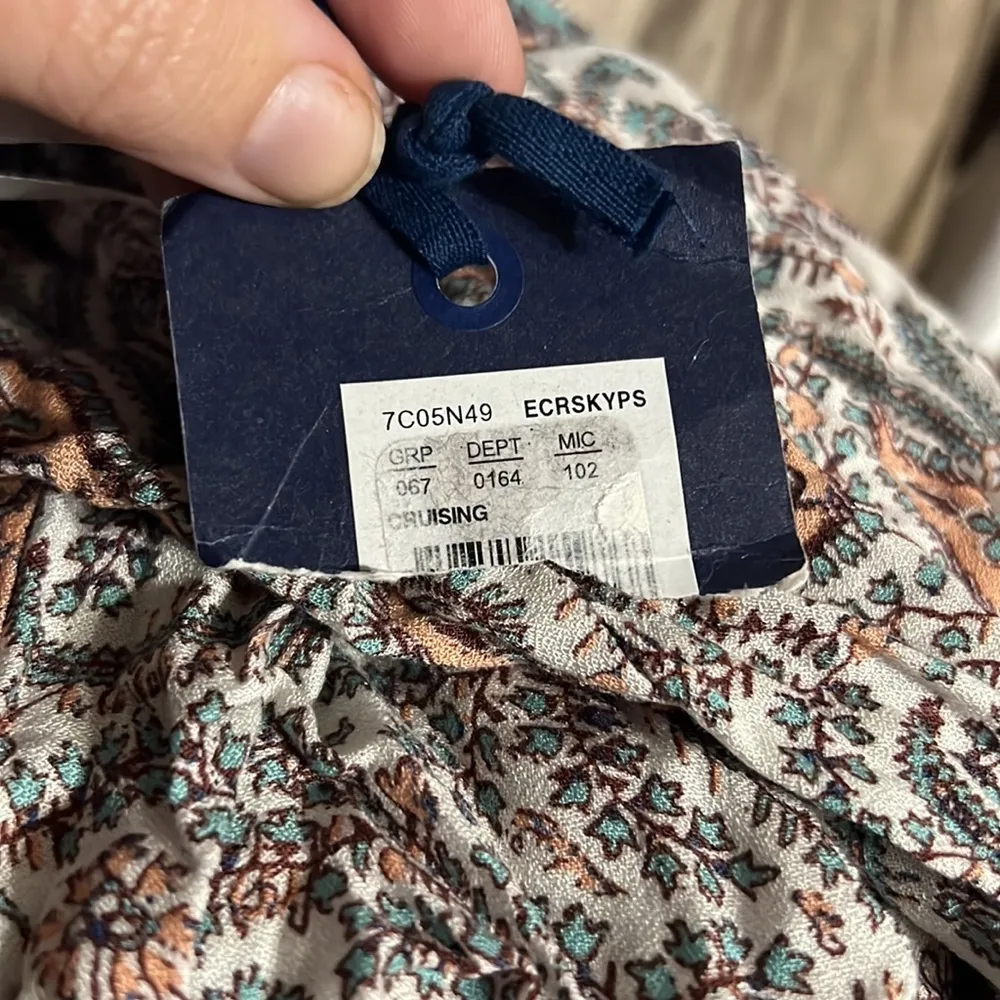 7C05N49 ECRSKYPS
GRP DEPT MIC
067 0164 102
CRUISING